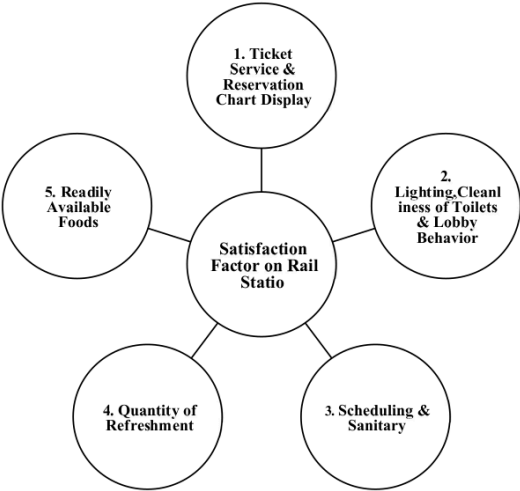 1. Ticket
Service &
Reservation
Chart Display
2.
Lighting,Cleanl
iness of Toilets
& Lobby
Behavior
5. Readily
Available
Foods
Satisfaction
Factor on Rail
Statio
4. Quantity of
Refreshment
3. Scheduling &
Sanitary